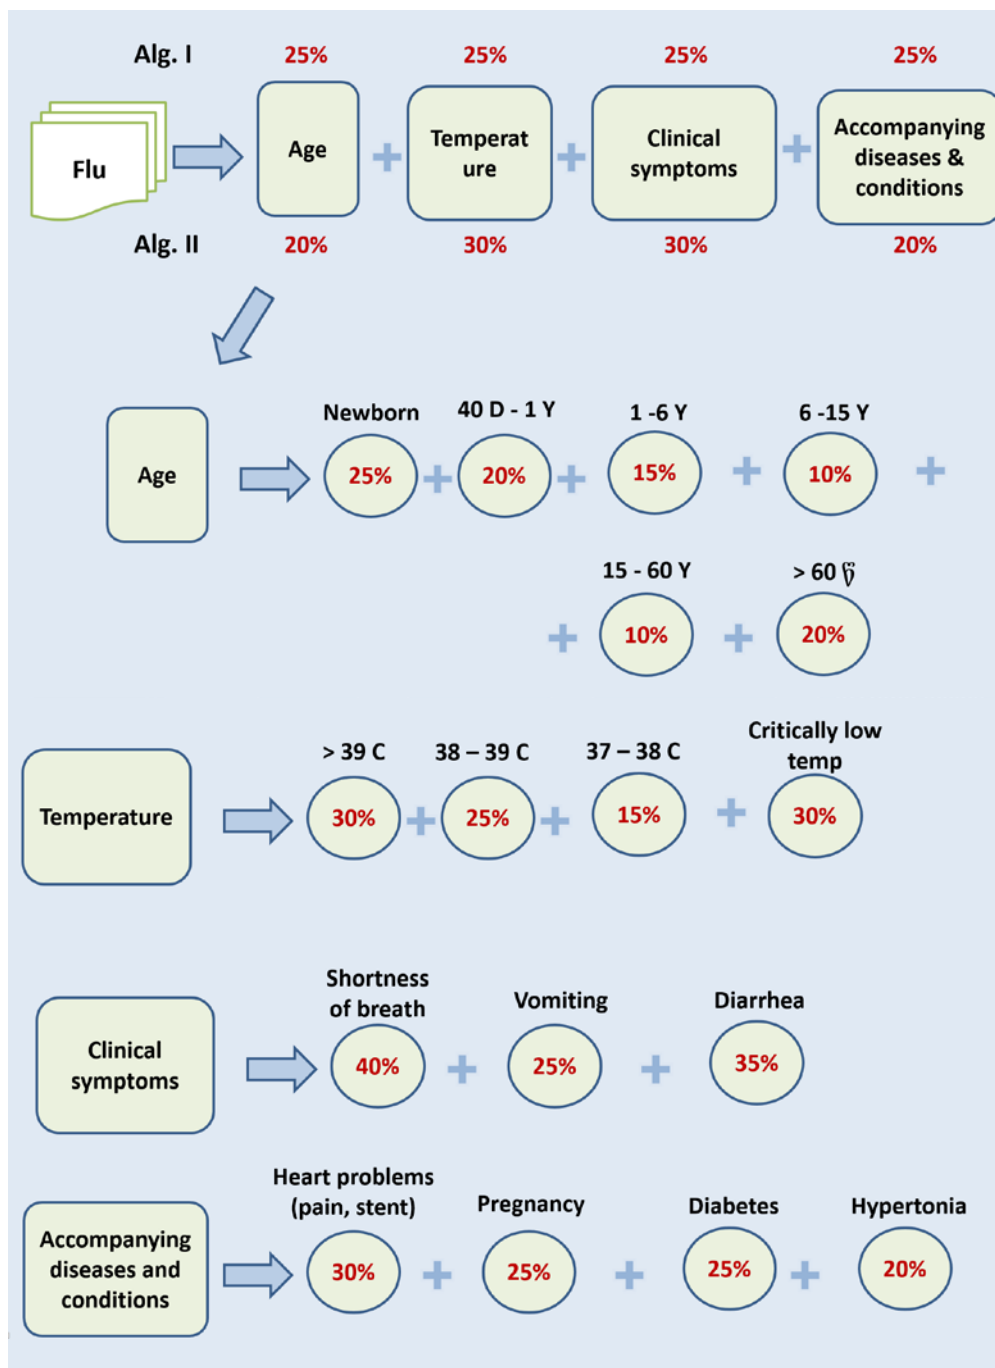 Alg. I 25% 25% 25% 25%
Flu
Age
Temperat
ure
Clinical
symptoms
Accompanying
diseases &
conditions
Alg. II 20% 30% 30% 20%
Newborn 40 D - 1 Y 1 -6 Y 6 -15 Y
Age
25% + 20% + 15% + 10% +
15 - 60 Y > 60 წ
+ 10% + 20%
> 39 C 38 – 39 C 37 – 38 C
Critically low
temp
Temperature
30% + 25% + 15% + 30%
Shortness
of breath
Vomiting Diarrhea
Clinical
symptoms
40% + 25% + 35%
Heart problems
(pain, stent)
Pregnancy Diabetes Hypertonia
Accompanying
diseases and
conditions
30% + 25% + 25% + 20%